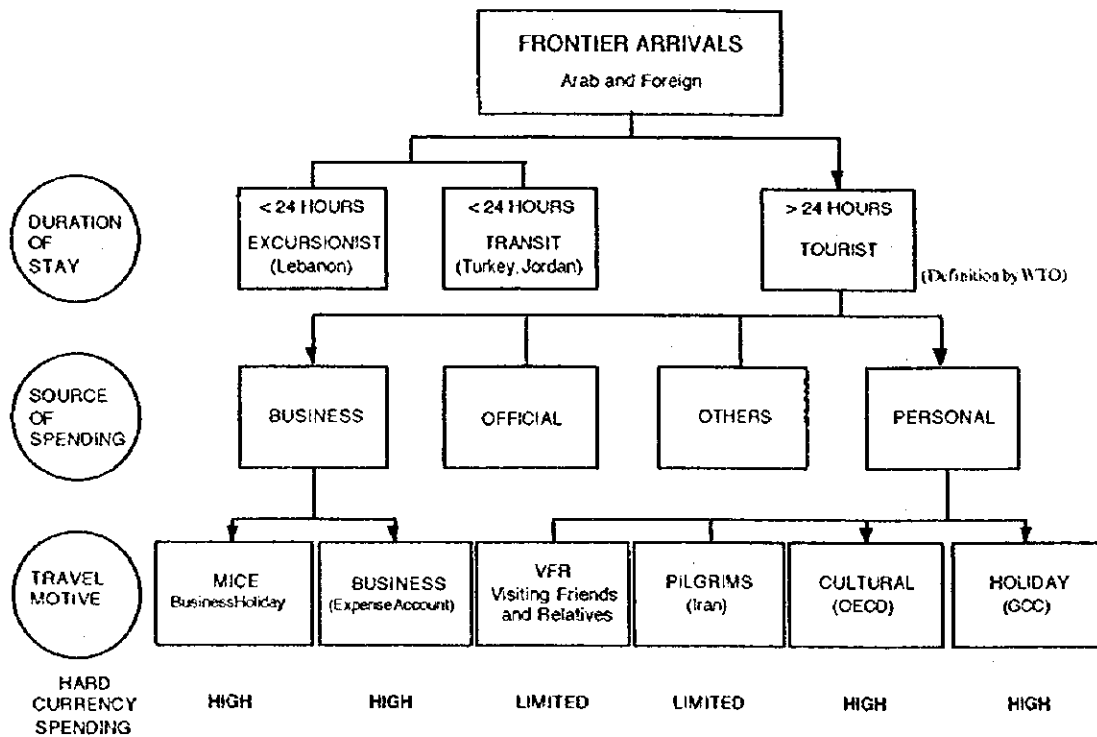 FRONTIER ARRIVALS
Arab and Foreign
DURATION
OF
STAY
< 24 HOURS
EXCURSIONIST
(Lebanon)
< 24 HOURS
TRANSIT
(Turkey, Jordan)
> 24 HOURS
TOURIST
(Definition by WTO)
SOURCE
OF
SPENDING
BUSINESS
OFFICIAL
OTHERS
PERSONAL
TRAVEL
MOTIVE
MICE
Business Holiday
BUSINESS
(Expense Account)
VFR
Visiting Friends
and Relatives
PILGRIMS
(Iran)
CULTURAL
(OECD)
HOLIDAY
(GCC)
HARD
CURRENCY
SPENDING
HIGH
HIGH
LIMITED
LIMITED
HIGH
HIGH